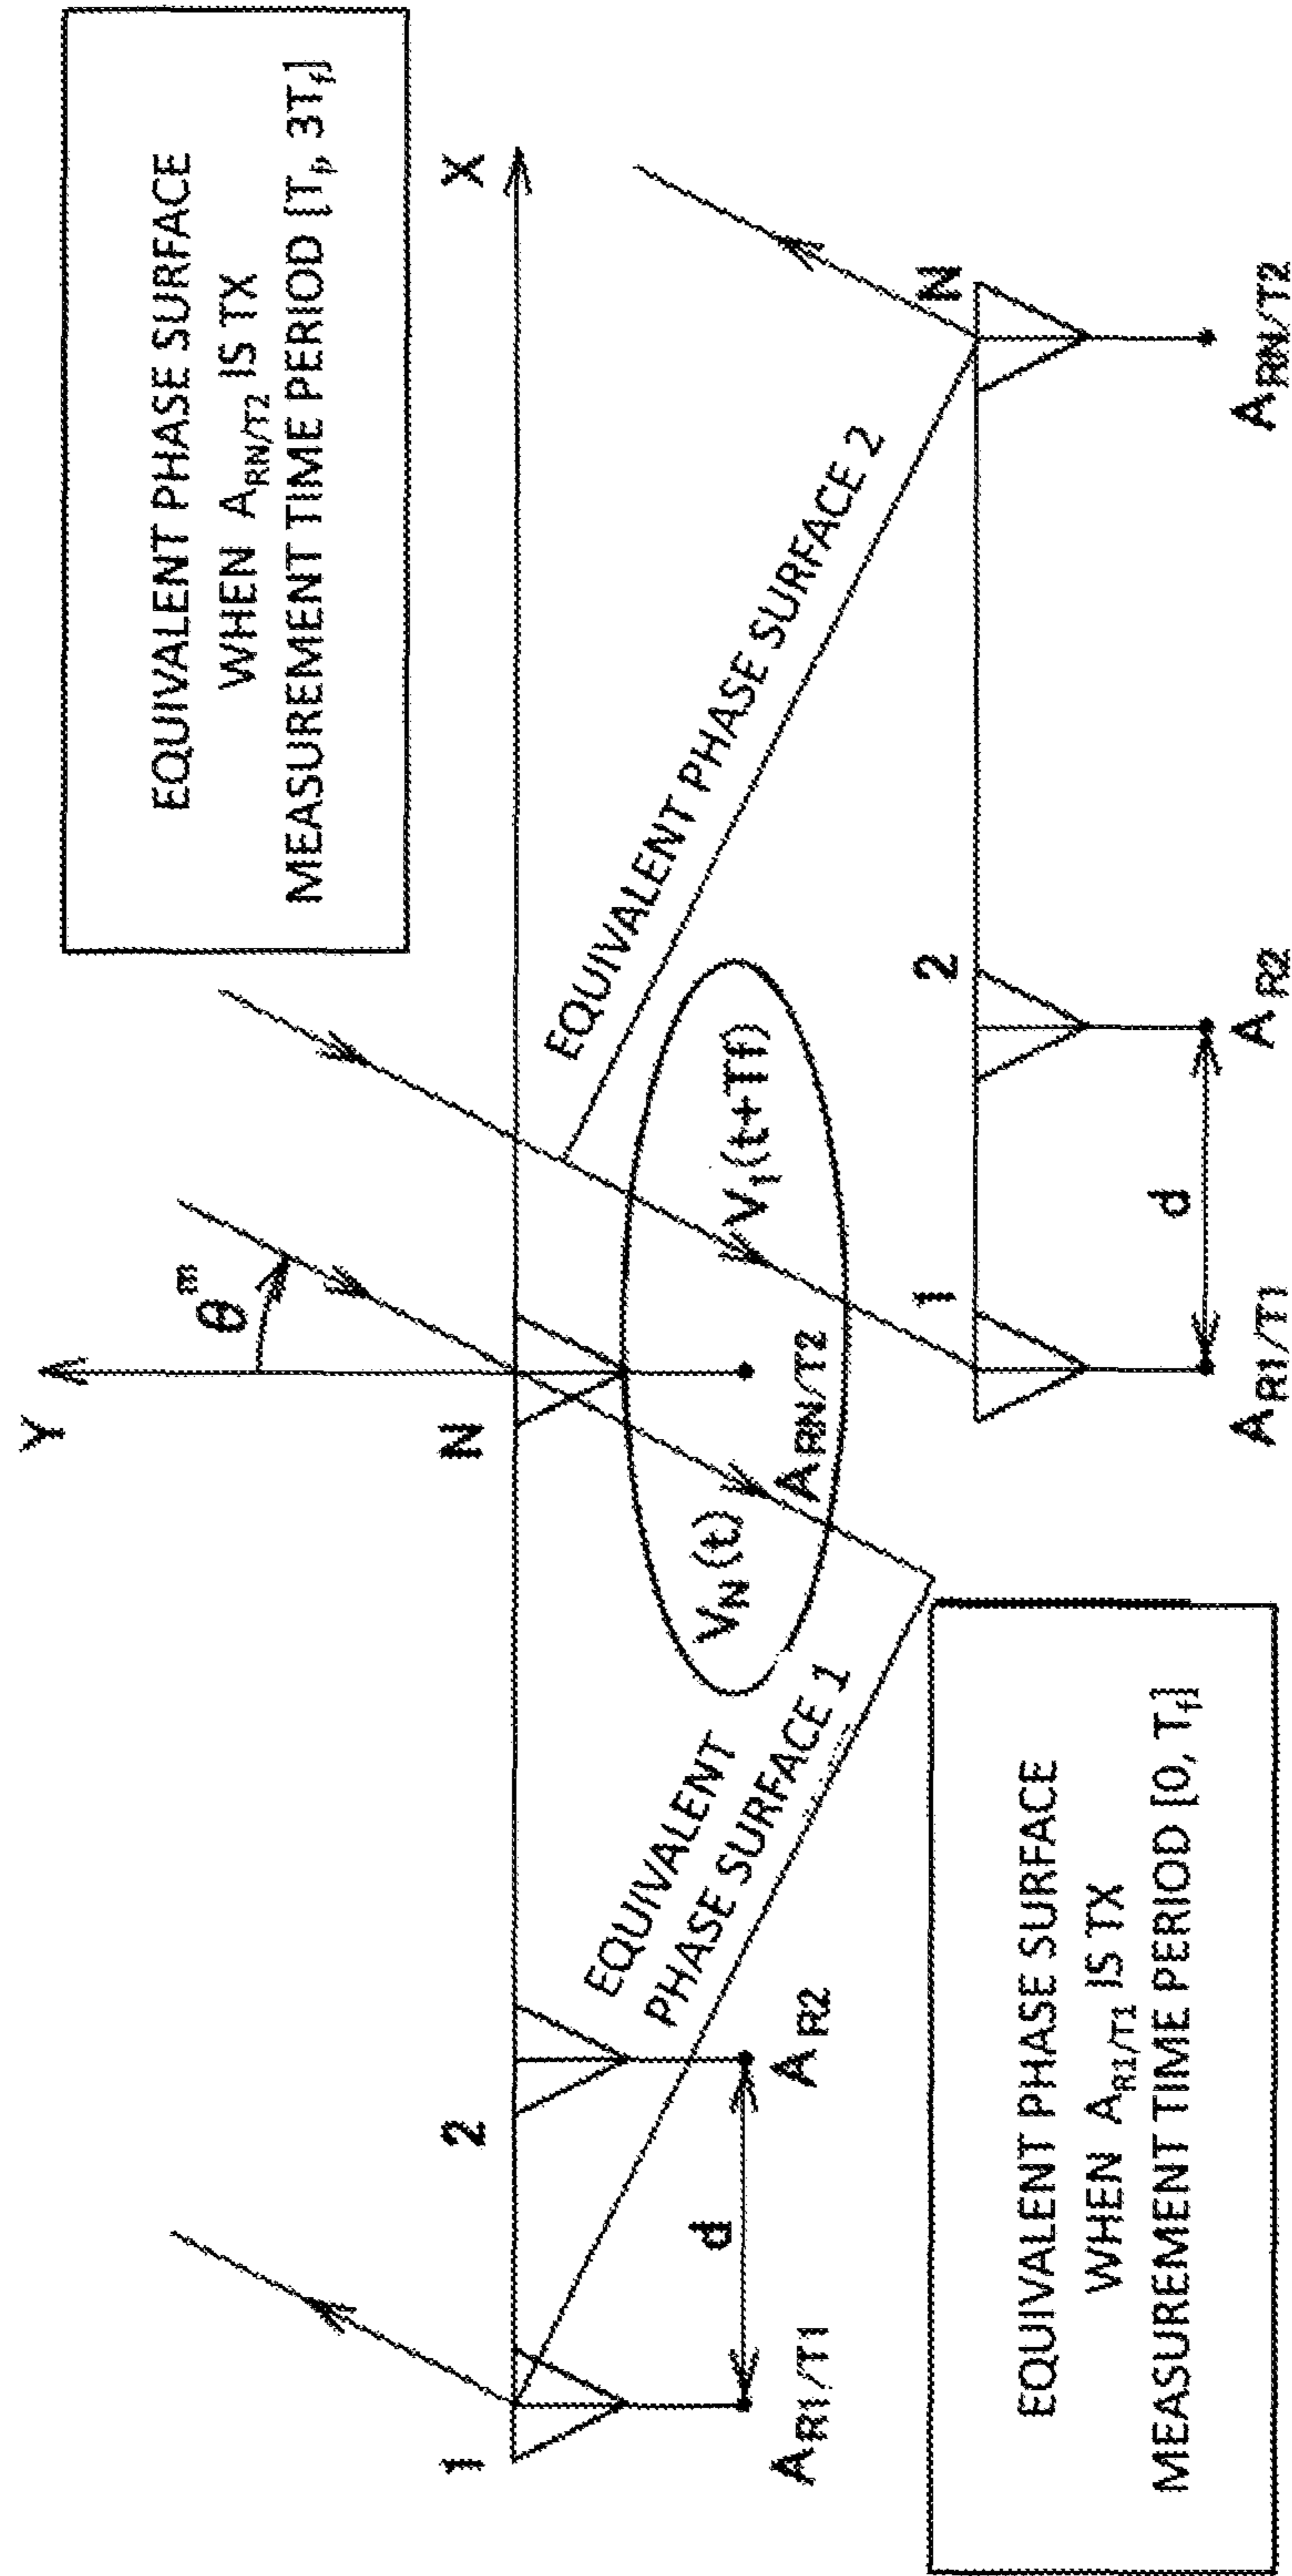 EQUIVALENT PHASE SURFACE
WHEN A_RN/T2 IS TX
MEASUREMENT TIME PERIOD [T_f, 3T_f]
Y
θ^m
X
1
2
N
A_R1/T1
d
A_R2
EQUIVALENT
PHASE SURFACE 1
V_N(t)
A_RN/T2
V_1(t+Tf)
EQUIVALENT PHASE SURFACE 2
1
2
N
A_R1/T1
d
A_R2
A_RN/T2
EQUIVALENT PHASE SURFACE
WHEN A_R1/T1 IS TX
MEASUREMENT TIME PERIOD [0, T_f]